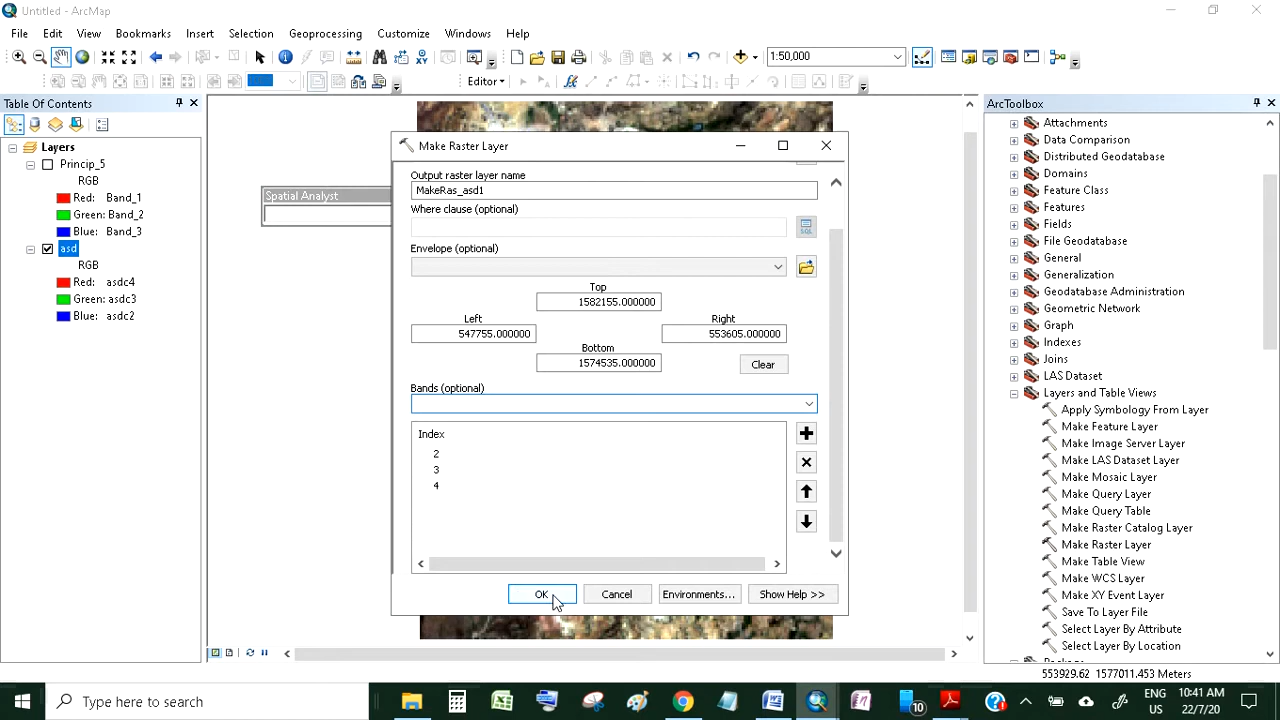 Untitled - ArcMap
File Edit View Bookmarks Insert Selection Geoprocessing Customize Windows Help
1:50,000
Editor
Table Of Contents
Layers
Princip_5
RGB
Red: Band_1
Green: Band_2
Blue: Band_3
asd
RGB
Red: asdc4
Green: asdc3
Blue: asdc2
Spatial Analyst
Make Raster Layer
Output raster layer name
MakeRas_asd1
Where clause (optional)
SQL
Envelope (optional)
Top
1582155.000000
Left Right
547755.000000 553605.000000
Bottom
1574535.000000
Clear
Bands (optional)
Index
2
3
4
OK Cancel Environments... Show Help >>
ArcToolbox
Attachments
Data Comparison
Distributed Geodatabase
Domains
Feature Class
Features
Fields
File Geodatabase
General
Generalization
Geodatabase Administration
Geometric Network
Graph
Indexes
Joins
LAS Dataset
Layers and Table Views
Apply Symbology From Layer
Make Feature Layer
Make Image Server Layer
Make LAS Dataset Layer
Make Mosaic Layer
Make Query Layer
Make Query Table
Make Raster Catalog Layer
Make Raster Layer
Make Table View
Make WCS Layer
Make XY Event Layer
Save To Layer File
Select Layer By Attribute
Select Layer By Location
553929.62 1577011.453 Meters
Type here to search
10
ENG
US
10:41 AM
22/7/20